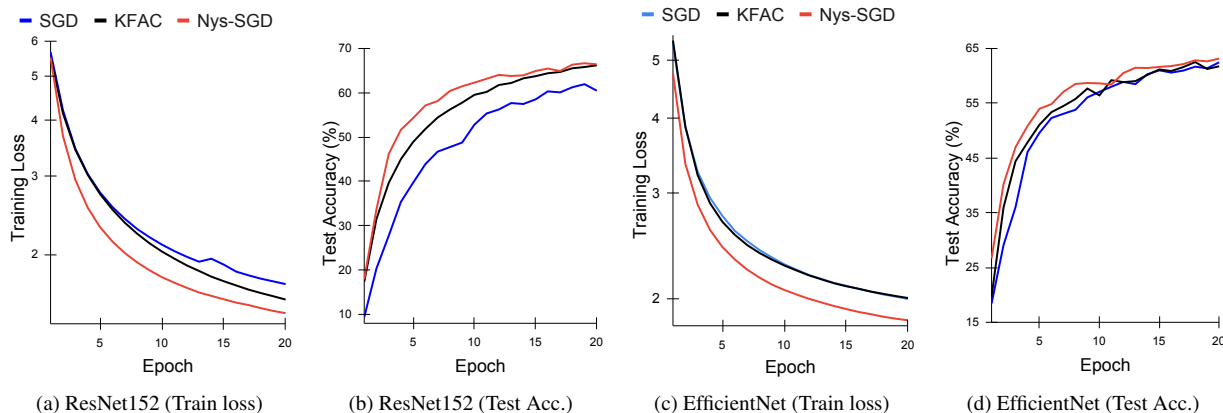 SGD KFAC Nys-SGD
SGD KFAC Nys-SGD
6
5
4
3
2
Training Loss
5
10
15
20
Epoch
(a) ResNet152 (Train loss)
70
60
50
40
30
20
10
Test Accuracy (%)
5
10
15
20
Epoch
(b) ResNet152 (Test Acc.)
5
4
3
2
Training Loss
5
10
15
20
Epoch
(c) EfficientNet (Train loss)
65
55
45
35
25
15
Test Accuracy (%)
5
10
15
20
Epoch
(d) EfficientNet (Test Acc.)